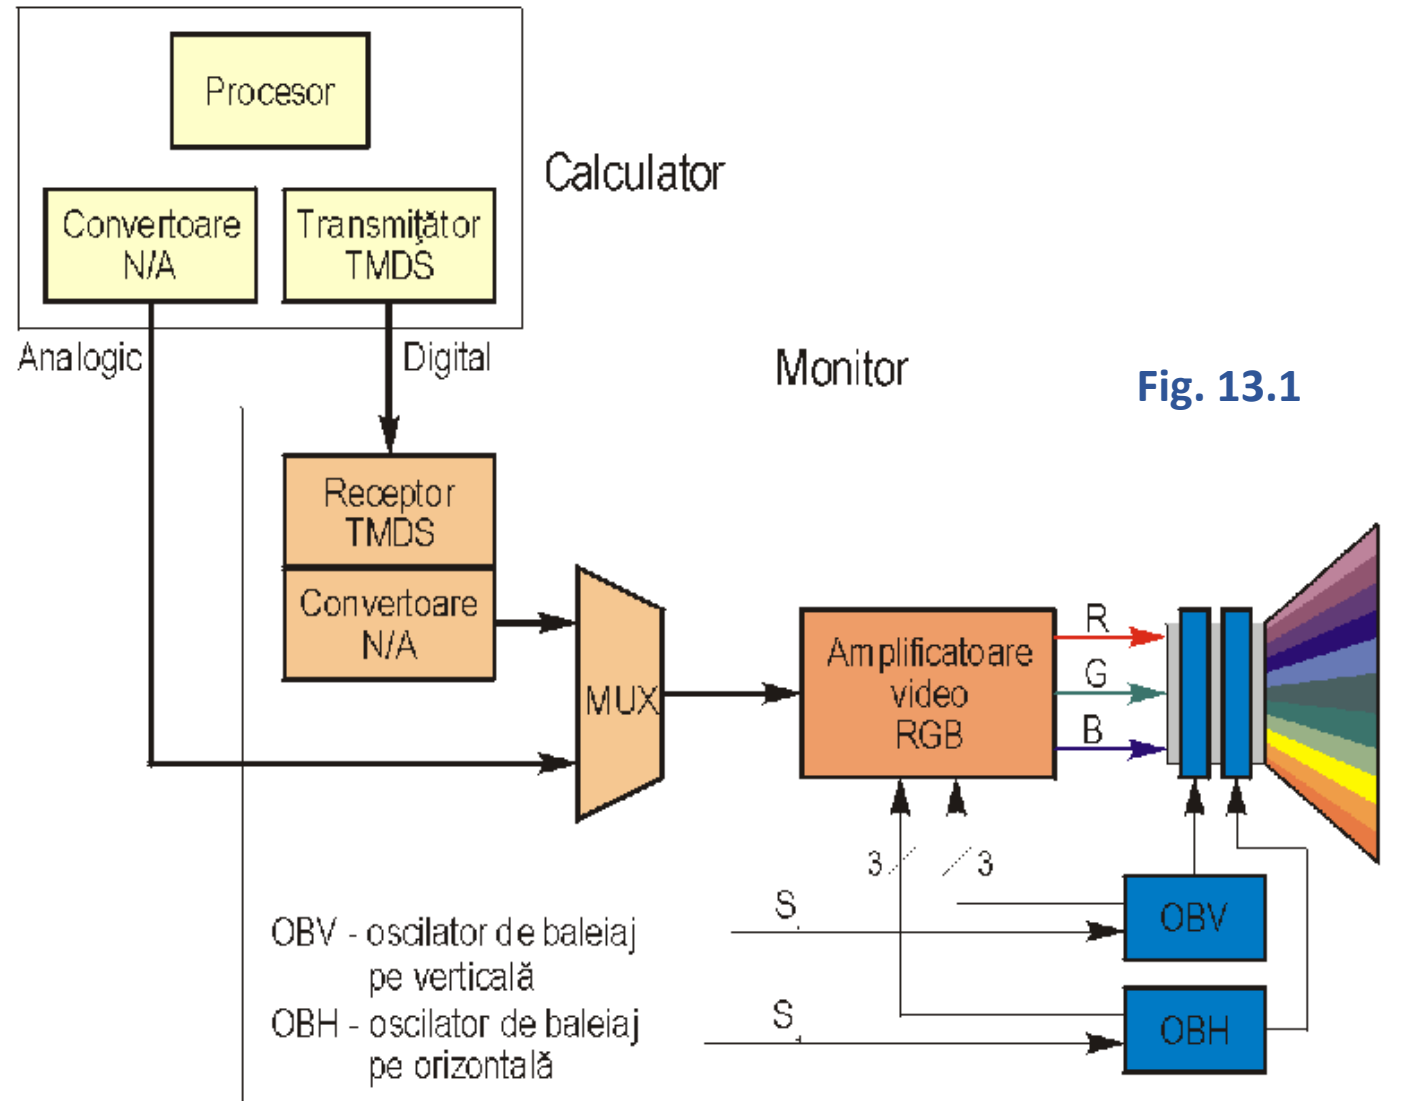 Procesor
Calculator
Convertoare
N/A
Transmiţător
TMDS
Analogic
Digital
Monitor
Fig. 13.1
Receptor
TMDS
Convertoare
N/A
MUX
Amplificatoare
video
RGB
R
G
B
3
3
S
OBV
OBV - oscilator de baleiaj
pe verticală
S
OBH
OBH - oscilator de baleiaj
pe orizontală